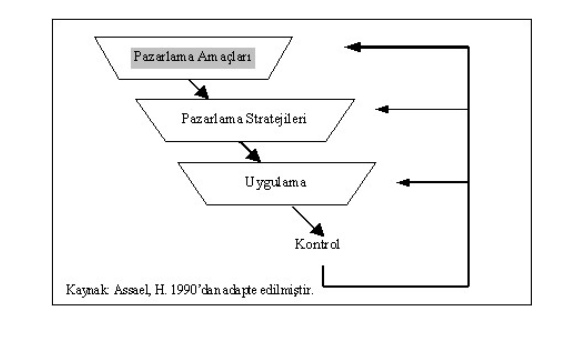 Pazarlama Amaçları
Pazarlama Stratejileri
Uygulama
Kontrol
Kaynak: Assael, H. 1990’dan adapte edilmiştir.